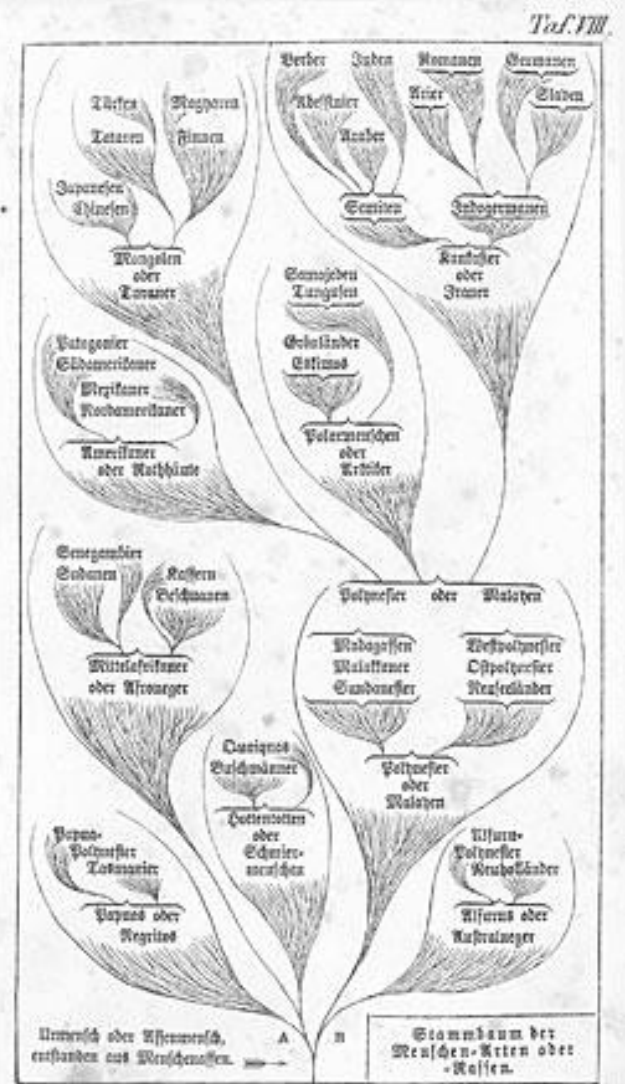 Taf. VIII.
Berber Juden Romanen Germanen
Türken Magyaren
Abessinier Arier Slaven
Tataren Finnen
Araber
Japanesen
Chinesen
Semiten Indogermanen
Mongolen
oder
Turaner
Kaukasier
oder
Iraner
Samojeden
Tungusen
Grönländer
Eskimos
Polarmenschen
oder
Arktiker
Patagonier
Südamerikaner
Mexikaner
Nordamerikaner
Amerikaner
oder Rothhäute
Senegambier
Sudanen
Kaffern
Beschuanen
Mittelafrikaner
oder Afroneger
Polynesier oder Malayen
Madagassen
Malakkaner
Sundanesier
Westpolynesier
Ostpolynesier
Neuseeländer
Polynesier
oder
Malayen
Quaiquas
Buschmänner
Hottentotten
oder
Schmier-
menschen
Papua-
Polynesier
Tasmanier
Papuas oder
Negritos
Alfuru-
Polynesier
Neuholländer
Alfurus oder
Australneger
Urmensch oder Affenmensch,
entstanden aus Menschenaffen.
A B
Stammbaum der
Menschen-Arten oder
-Rassen.